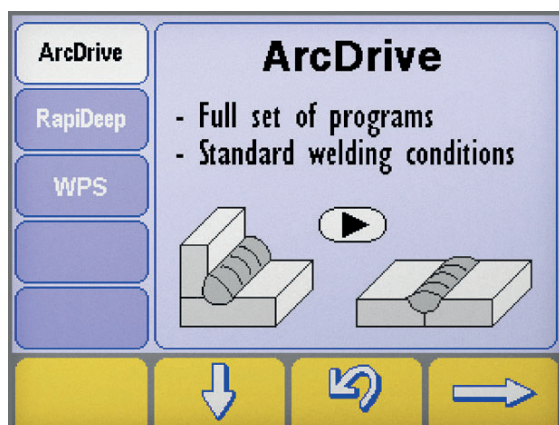 ArcDrive
RapiDeep
WPS
ArcDrive
- Full set of programs
- Standard welding conditions